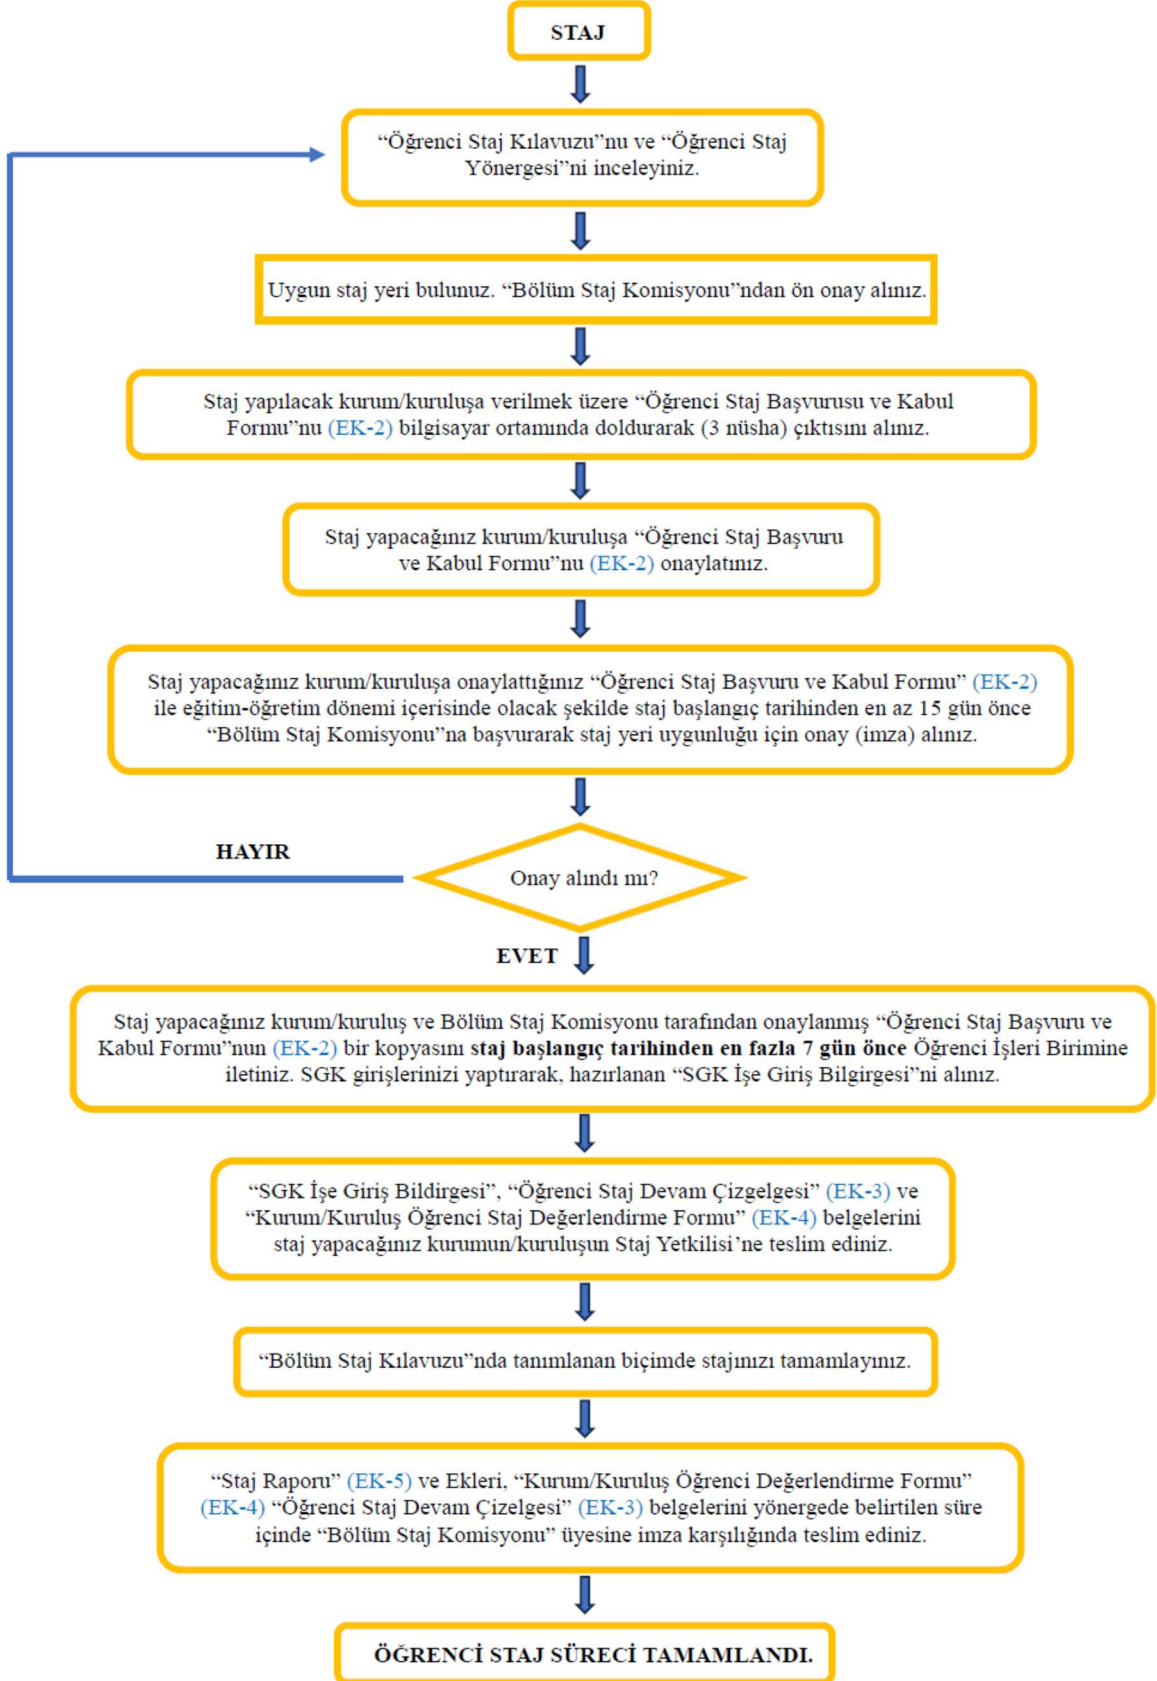 STAJ
“Öğrenci Staj Kılavuzu”nu ve “Öğrenci Staj
Yönergesi”ni inceleyiniz.
Uygun staj yeri bulunuz. “Bölüm Staj Komisyonu”ndan ön onay alınız.
Staj yapılacak kurum/kuruluşa verilmek üzere “Öğrenci Staj Başvurusu ve Kabul
Formu”nu (EK-2) bilgisayar ortamında doldurarak (3 nüsha) çıktısını alınız.
Staj yapacağınız kurum/kuruluşa “Öğrenci Staj Başvuru
ve Kabul Formu”nu (EK-2) onaylatınız.
Staj yapacağınız kurum/kuruluşa onaylattığınız “Öğrenci Staj Başvuru ve Kabul Formu” (EK-2)
ile eğitim-öğretim dönemi içerisinde olacak şekilde staj başlangıç tarihinden en az 15 gün önce
“Bölüm Staj Komisyonu”na başvurarak staj yeri uygunluğu için onay (imza) alınız.
HAYIR
Onay alındı mı?
EVET
Staj yapacağınız kurum/kuruluş ve Bölüm Staj Komisyonu tarafından onaylanmış “Öğrenci Staj Başvuru ve
Kabul Formu”nun (EK-2) bir kopyasını staj başlangıç tarihinden en fazla 7 gün önce Öğrenci İşleri Birimine
iletiniz. SGK girişlerinizi yaptırarak, hazırlanan “SGK İşe Giriş Bilgirgesi”ni alınız.
“SGK İşe Giriş Bildirgesi”, “Öğrenci Staj Devam Çizgelgesi” (EK-3) ve
“Kurum/Kuruluş Öğrenci Staj Değerlendirme Formu” (EK-4) belgelerini
staj yapacağınız kurumun/kuruluşun Staj Yetkilisi’ne teslim ediniz.
“Bölüm Staj Kılavuzu”nda tanımlanan biçimde stajınızı tamamlayınız.
“Staj Raporu” (EK-5) ve Ekleri, “Kurum/Kuruluş Öğrenci Değerlendirme Formu”
(EK-4) “Öğrenci Staj Devam Çizelgesi” (EK-3) belgelerini yönergede belirtilen süre
içinde “Bölüm Staj Komisyonu” üyesine imza karşılığında teslim ediniz.
ÖĞRENCİ STAJ SÜRECİ TAMAMLANDI.